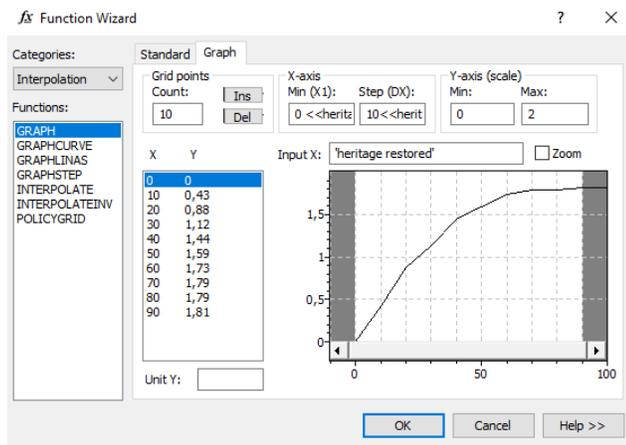 fx Function Wizard
? ×
Categories:
Interpolation
Functions:
GRAPH
GRAPHCURVE
GRAPHLINAS
GRAPHSTEP
INTERPOLATE
INTERPOLATEINV
POLICYGRID
Standard Graph
Grid points
Count:
10
Ins
Del
X-axis
Min (X1): Step (DX):
0 <<herita 10<<herit
Y-axis (scale)
Min: Max:
0 2
X Y
0 0
10 0,43
20 0,88
30 1,12
40 1,44
50 1,59
60 1,73
70 1,79
80 1,79
90 1,81
Unit Y:
Input X: 'heritage restored' Zoom
1,5
1
0,5
0
0 50 100
OK Cancel Help >>